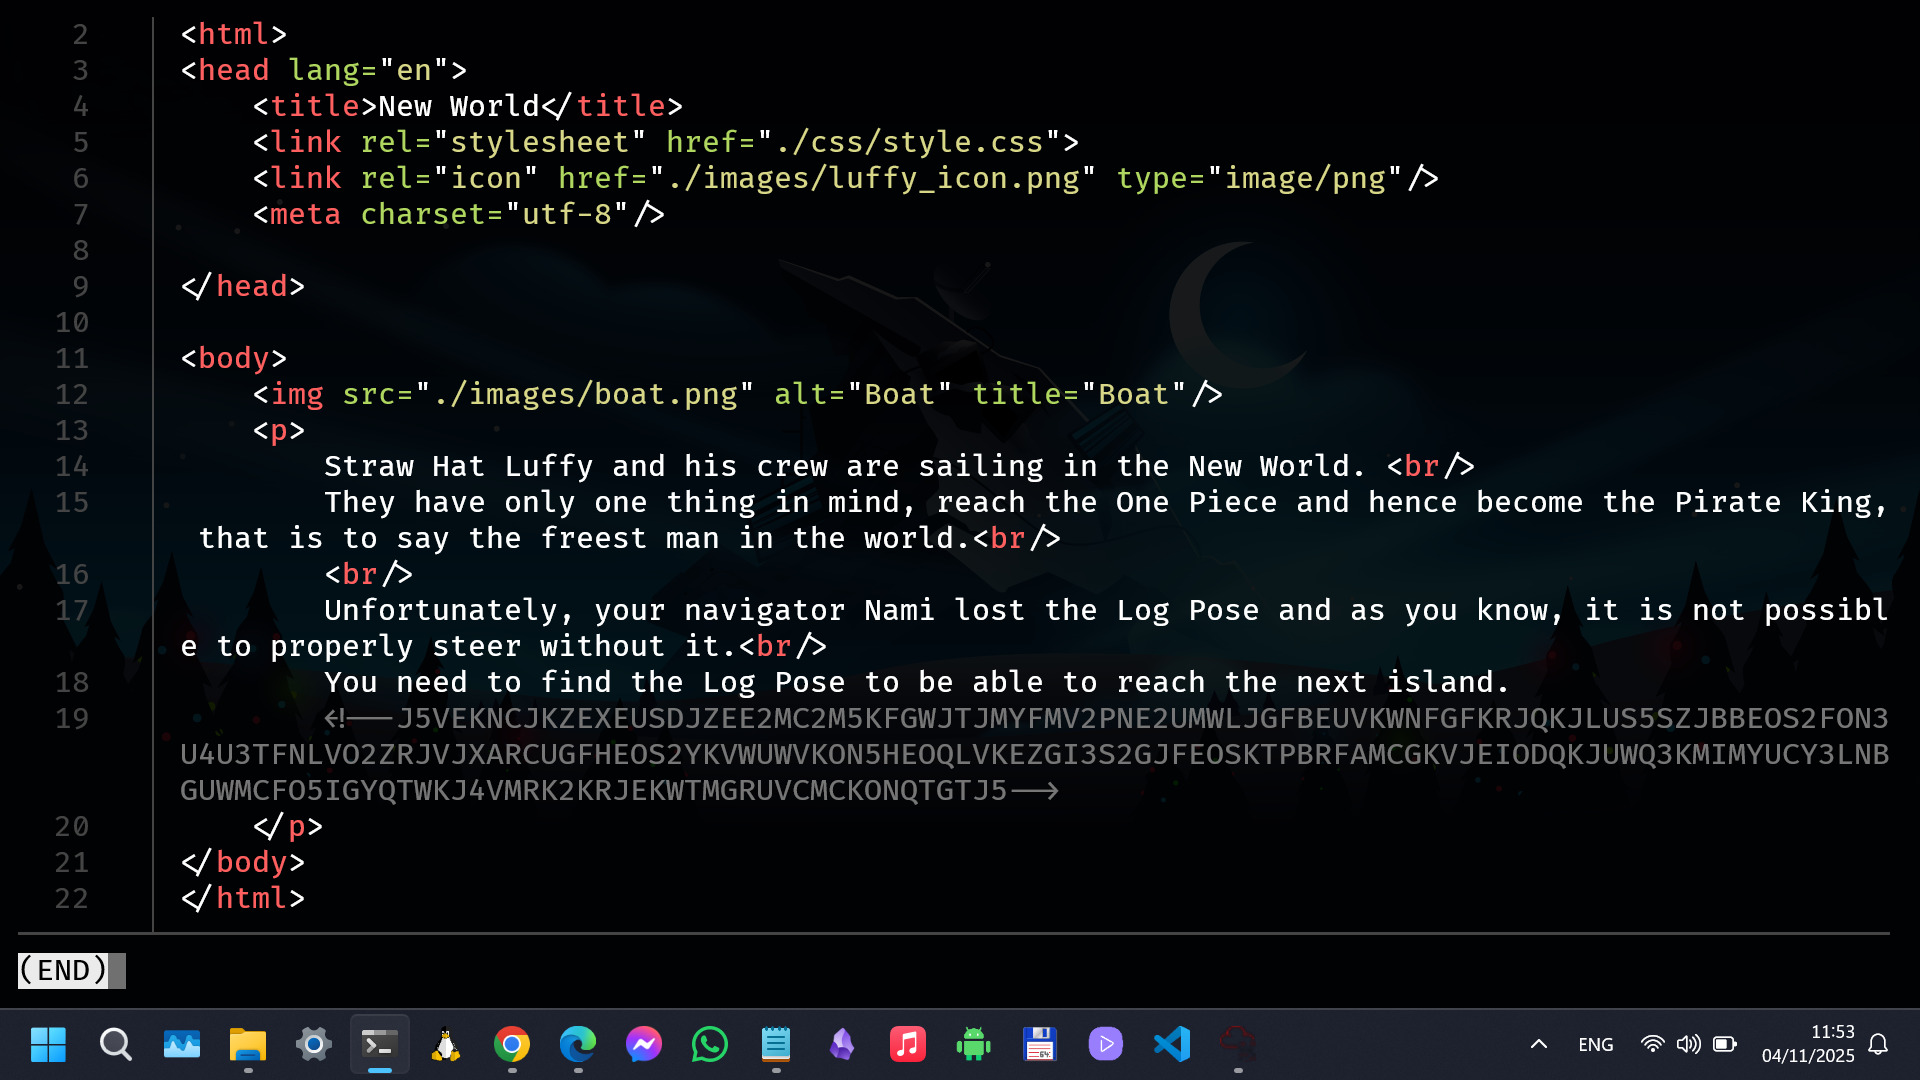 2 <html>
3 <head lang="en">
4 <title>New World</title>
5 <link rel="stylesheet" href="./css/style.css">
6 <link rel="icon" href="./images/luffy_icon.png" type="image/png"/>
7 <meta charset="utf-8"/>
8
9 </head>
10
11 <body>
12 <img src="./images/boat.png" alt="Boat" title="Boat"/>
13 <p>
14 Straw Hat Luffy and his crew are sailing in the New World. <br/>
15 They have only one thing in mind, reach the One Piece and hence become the Pirate King,
that is to say the freest man in the world.<br/>
16 <br/>
17 Unfortunately, your navigator Nami lost the Log Pose and as you know, it is not possibl
e to properly steer without it.<br/>
18 You need to find the Log Pose to be able to reach the next island.
19 <!--J5VEKNCJKZEXEUSDJZEE2MC2M5KFGWJTJMYFMV2PNE2UMWLJGFBEUVKWNFGFKRJQKJLUS5SZJBBEOS2FON3
U4U3TFNLVO2ZRJVJXARCUGFHEOS2YKVWUWVKON5HEOQLVKEZGI3S2GJFEOSKTPBRFAMCGKVJEIODQKJUWQ3KMIMYUCY3LNB
GUWMCFO5IGYQTWKJ4VMRK2KRJEKWTMGRUVCMCKONQTGTJ5-->
20 </p>
21 </body>
22 </html>
(END)
64
ENG
11:53
04/11/2025